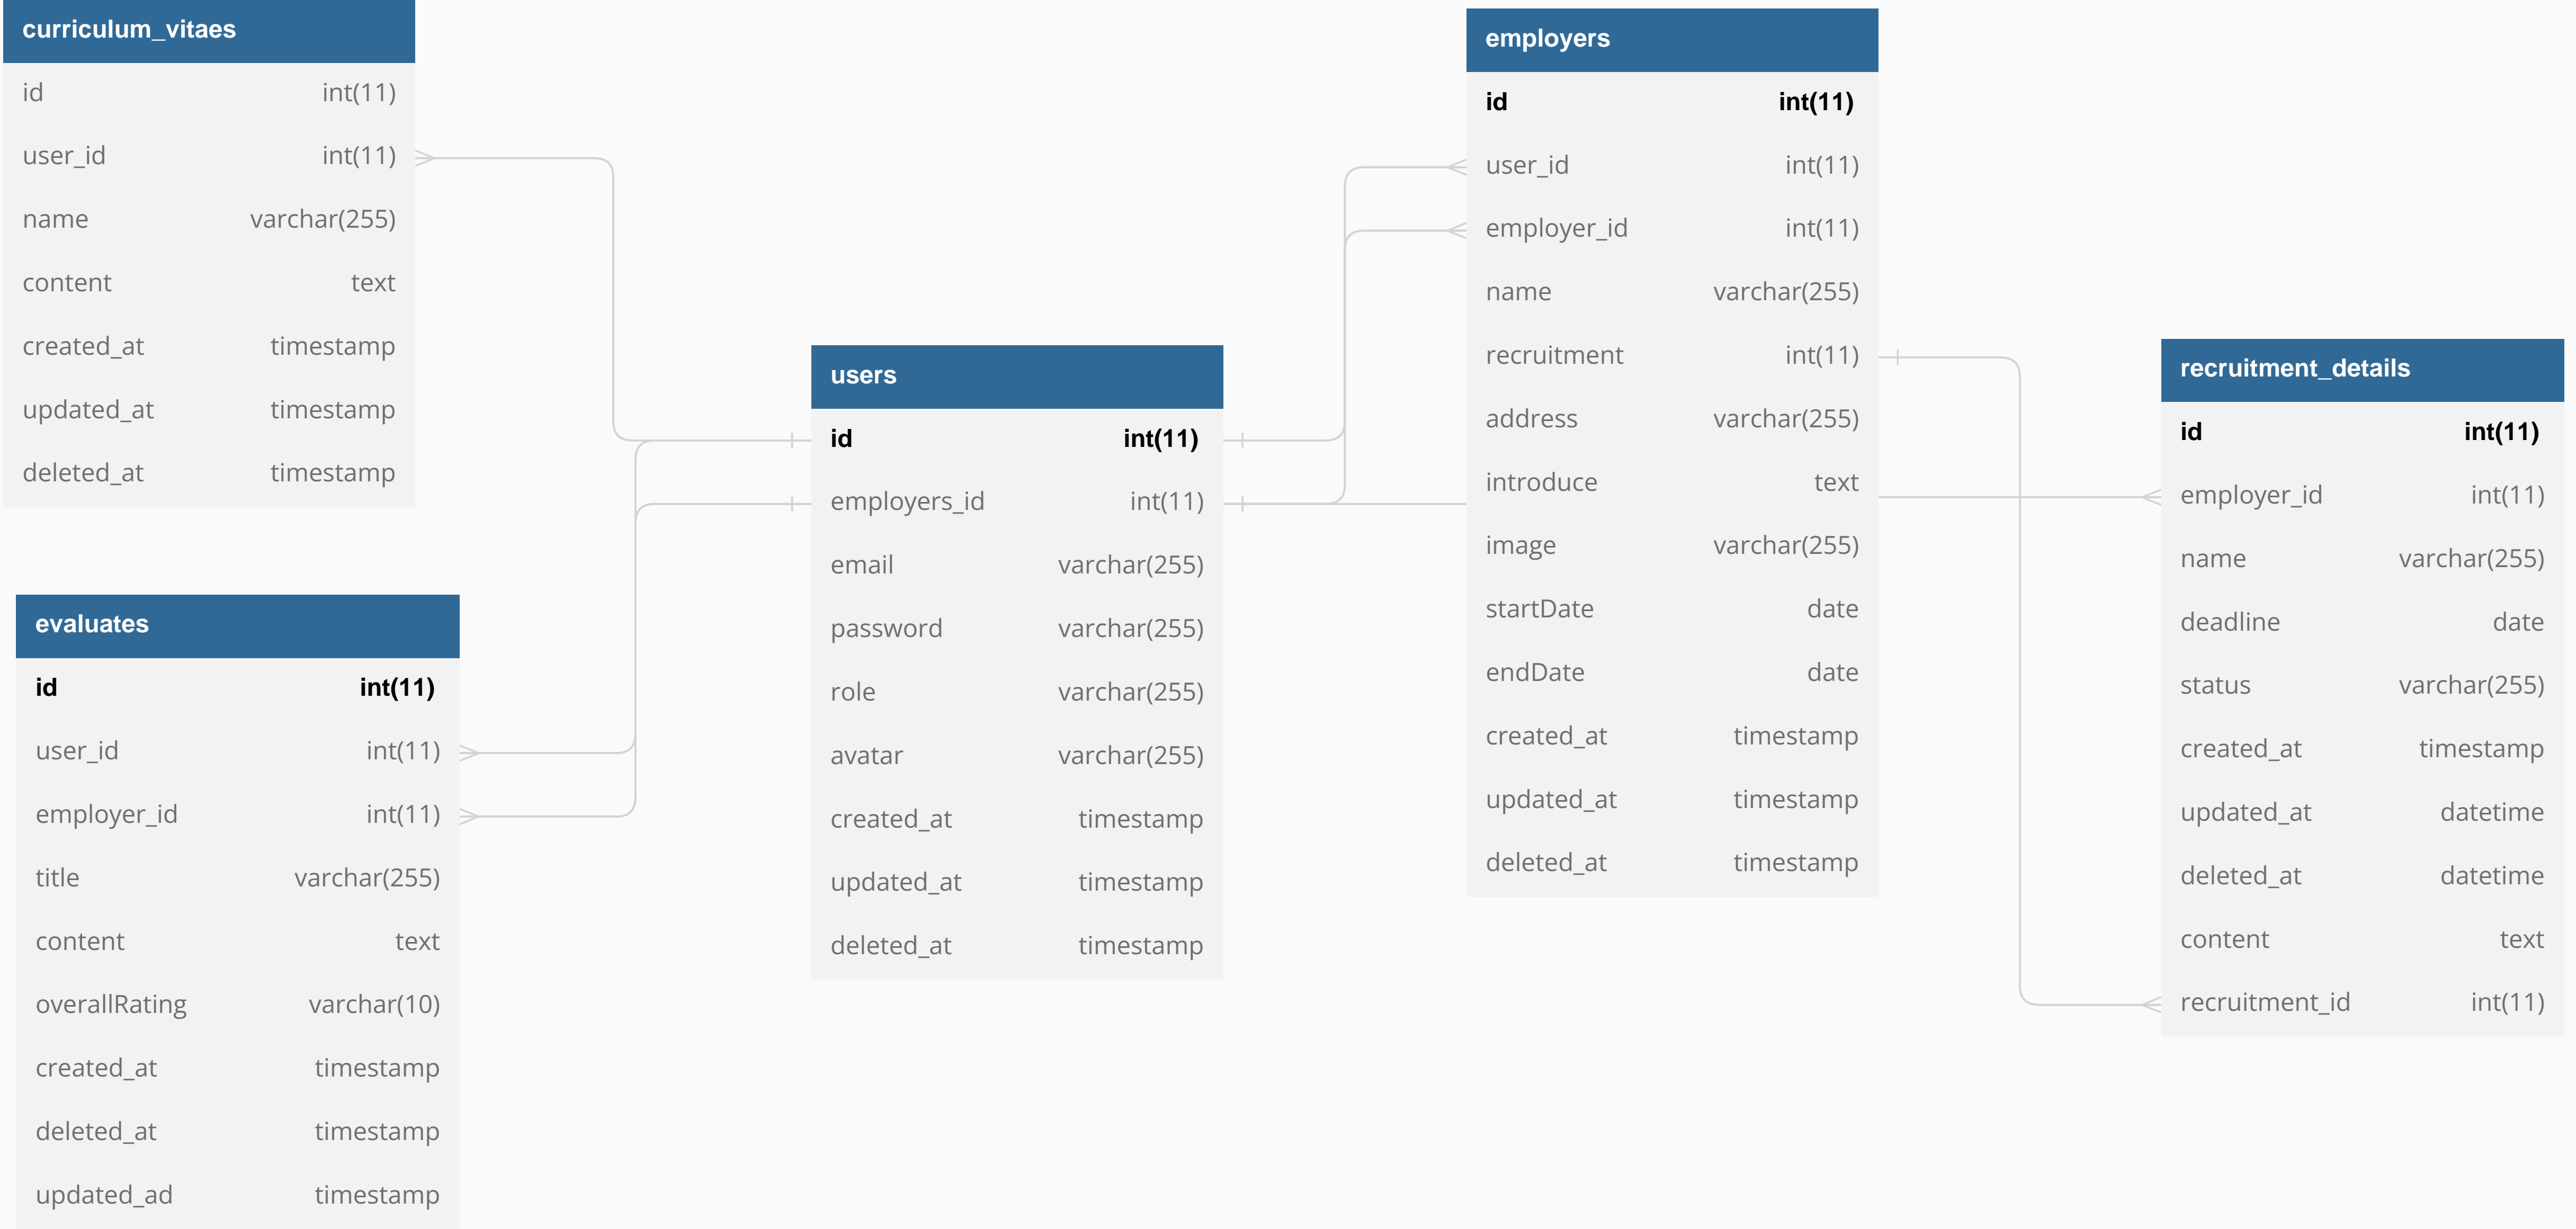 curriculum_vitaes
id int(11)
user_id int(11)
name varchar(255)
content text
created_at timestamp
updated_at timestamp
deleted_at timestamp
evaluates
id int(11)
user_id int(11)
employer_id int(11)
title varchar(255)
content text
overallRating varchar(10)
created_at timestamp
deleted_at timestamp
updated_ad timestamp
users
id int(11)
employers_id int(11)
email varchar(255)
password varchar(255)
role varchar(255)
avatar varchar(255)
created_at timestamp
updated_at timestamp
deleted_at timestamp
employers
id int(11)
user_id int(11)
employer_id int(11)
name varchar(255)
recruitment int(11)
address varchar(255)
introduce text
image varchar(255)
startDate date
endDate date
created_at timestamp
updated_at timestamp
deleted_at timestamp
recruitment_details
id int(11)
employer_id int(11)
name varchar(255)
deadline date
status varchar(255)
created_at timestamp
updated_at datetime
deleted_at datetime
content text
recruitment_id int(11)